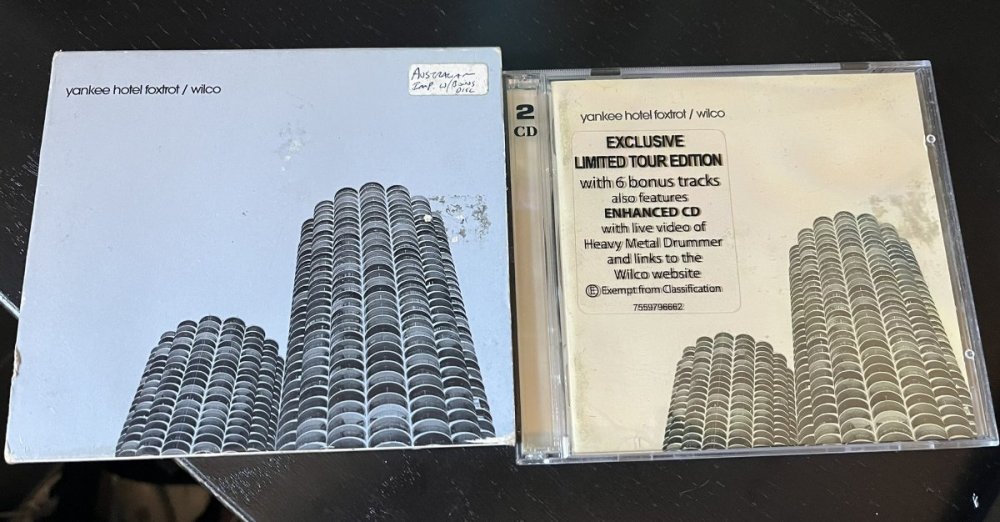 yankee hotel foxtrot / wilco
AUSTRALIAN
IMP. W/ BONUS
DISC
2
CD
yankee hotel foxtrot / wilco
EXCLUSIVE
LIMITED TOUR EDITION
with 6 bonus tracks
also features
ENHANCED CD
with live video of
Heavy Metal Drummer
and links to the
Wilco website
E Exempt from Classification
7559796662